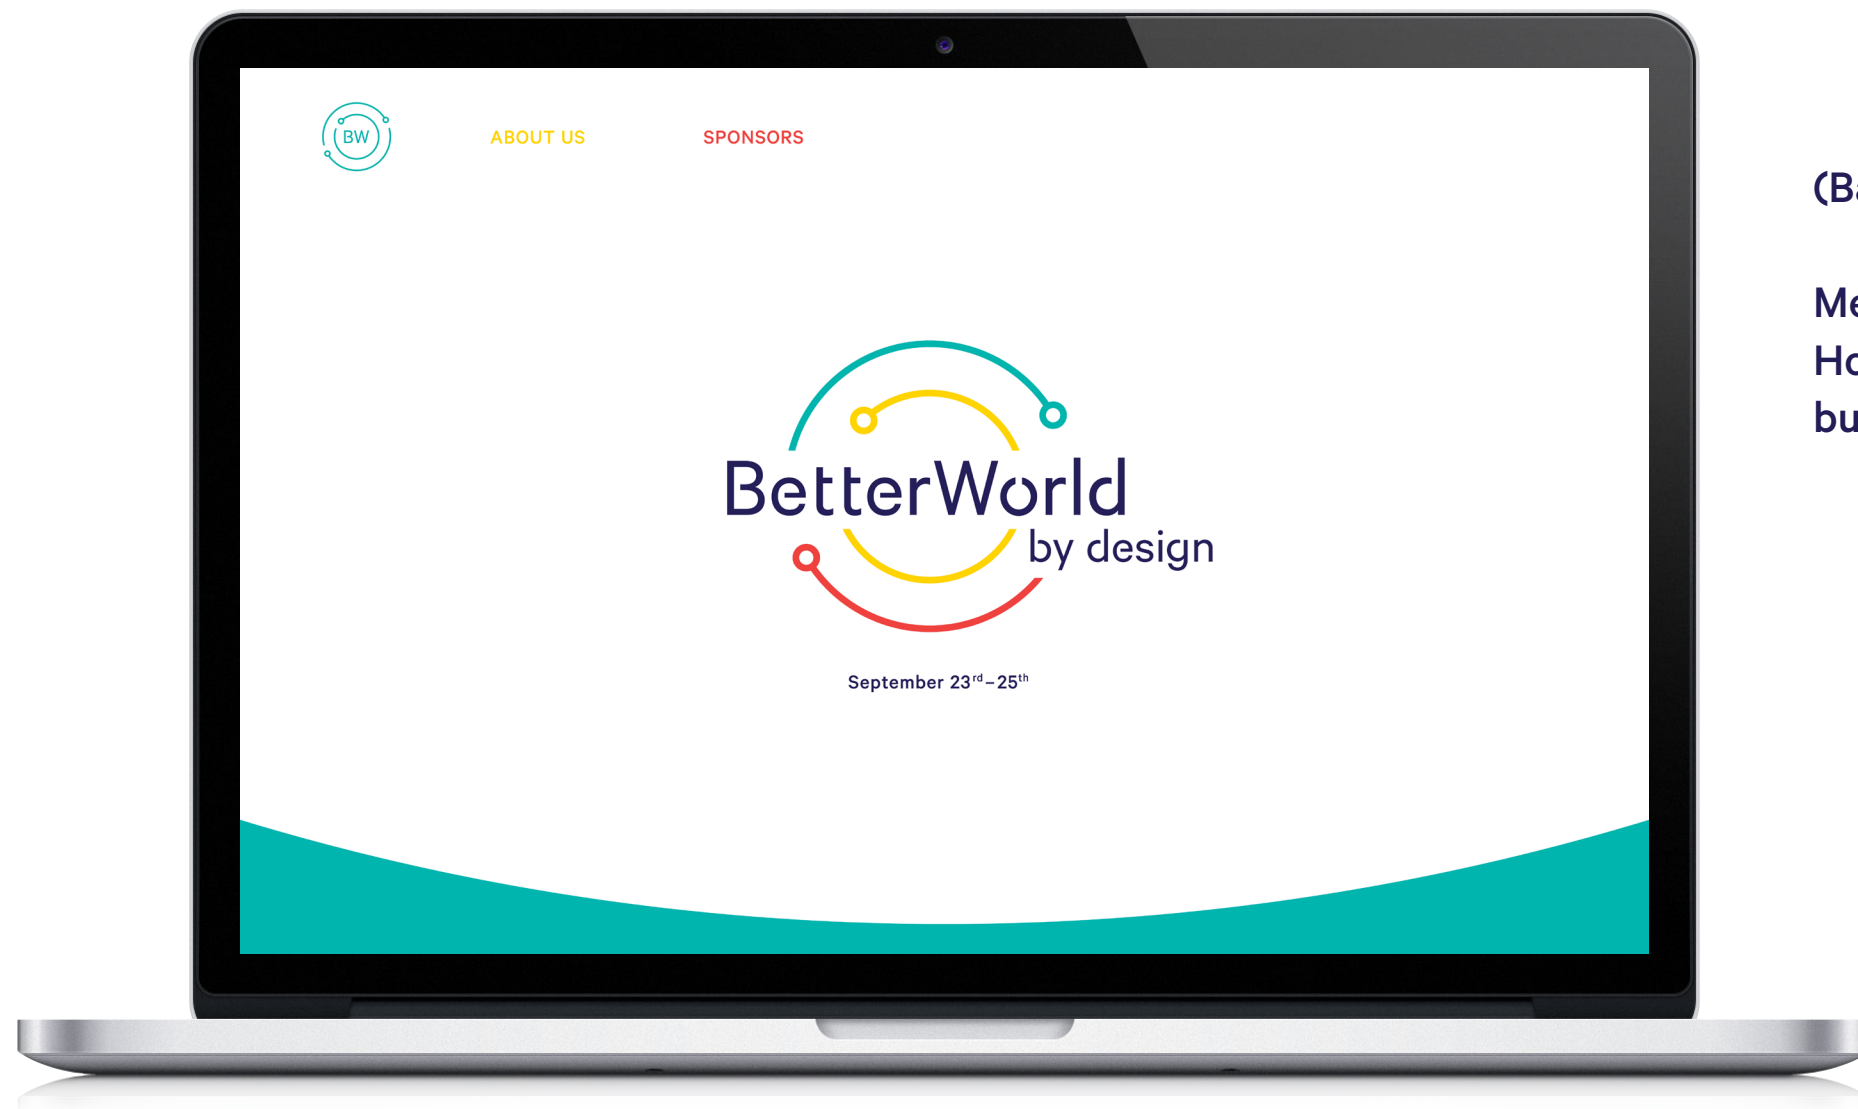 BW
ABOUT US
SPONSORS
BetterWorld
by design
September 23rd–25th